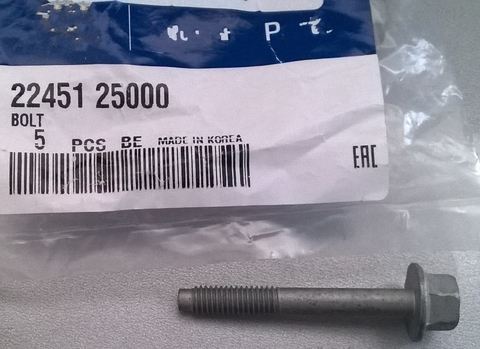 22451 25000
BOLT
5 PCS BE MADE IN KOREA
EAC